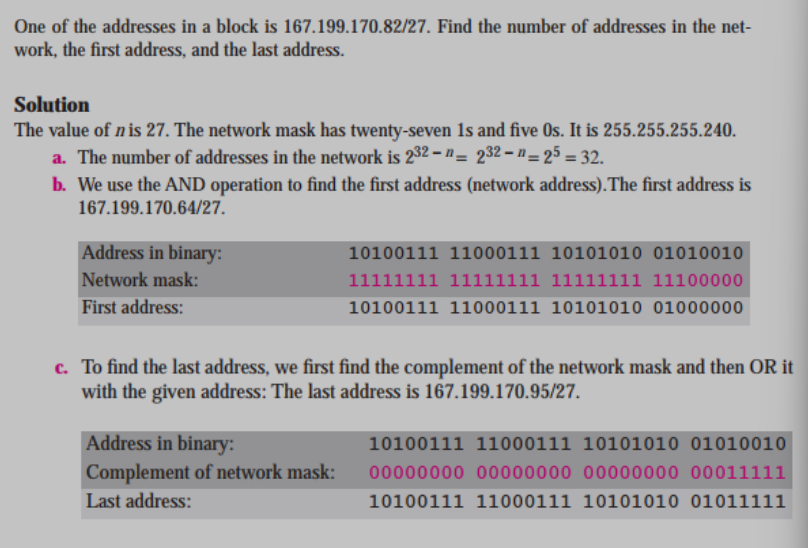 One of the addresses in a block is 167.199.170.82/27. Find the number of addresses in the net-
work, the first address, and the last address.
Solution
The value of n is 27. The network mask has twenty-seven 1s and five 0s. It is 255.255.255.240.
a. The number of addresses in the network is 2^32 − n = 2^32 − n = 2^5 = 32.
b. We use the AND operation to find the first address (network address).The first address is
167.199.170.64/27.
Address in binary: 10100111 11000111 10101010 01010010
Network mask: 11111111 11111111 11111111 11100000
First address: 10100111 11000111 10101010 01000000
c. To find the last address, we first find the complement of the network mask and then OR it
with the given address: The last address is 167.199.170.95/27.
Address in binary: 10100111 11000111 10101010 01010010
Complement of network mask: 00000000 00000000 00000000 00011111
Last address: 10100111 11000111 10101010 01011111